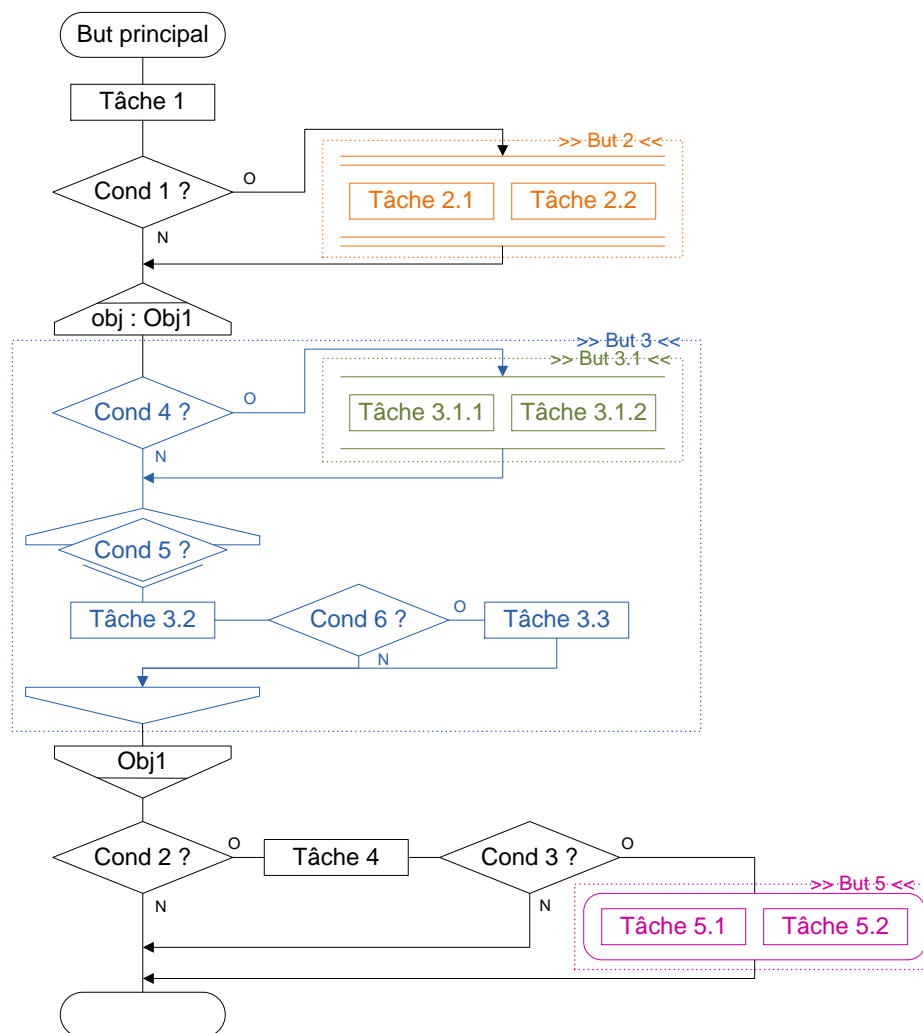 But principal
Tâche 1
>> But 2 <<
Cond 1 ?
O
Tâche 2.1
Tâche 2.2
N
obj : Obj1
>> But 3 <<
>> But 3.1 <<
Cond 4 ?
O
Tâche 3.1.1
Tâche 3.1.2
N
Cond 5 ?
Tâche 3.2
Cond 6 ?
O
Tâche 3.3
N
Obj1
Cond 2 ?
O
Tâche 4
Cond 3 ?
O
>> But 5 <<
N
N
Tâche 5.1
Tâche 5.2